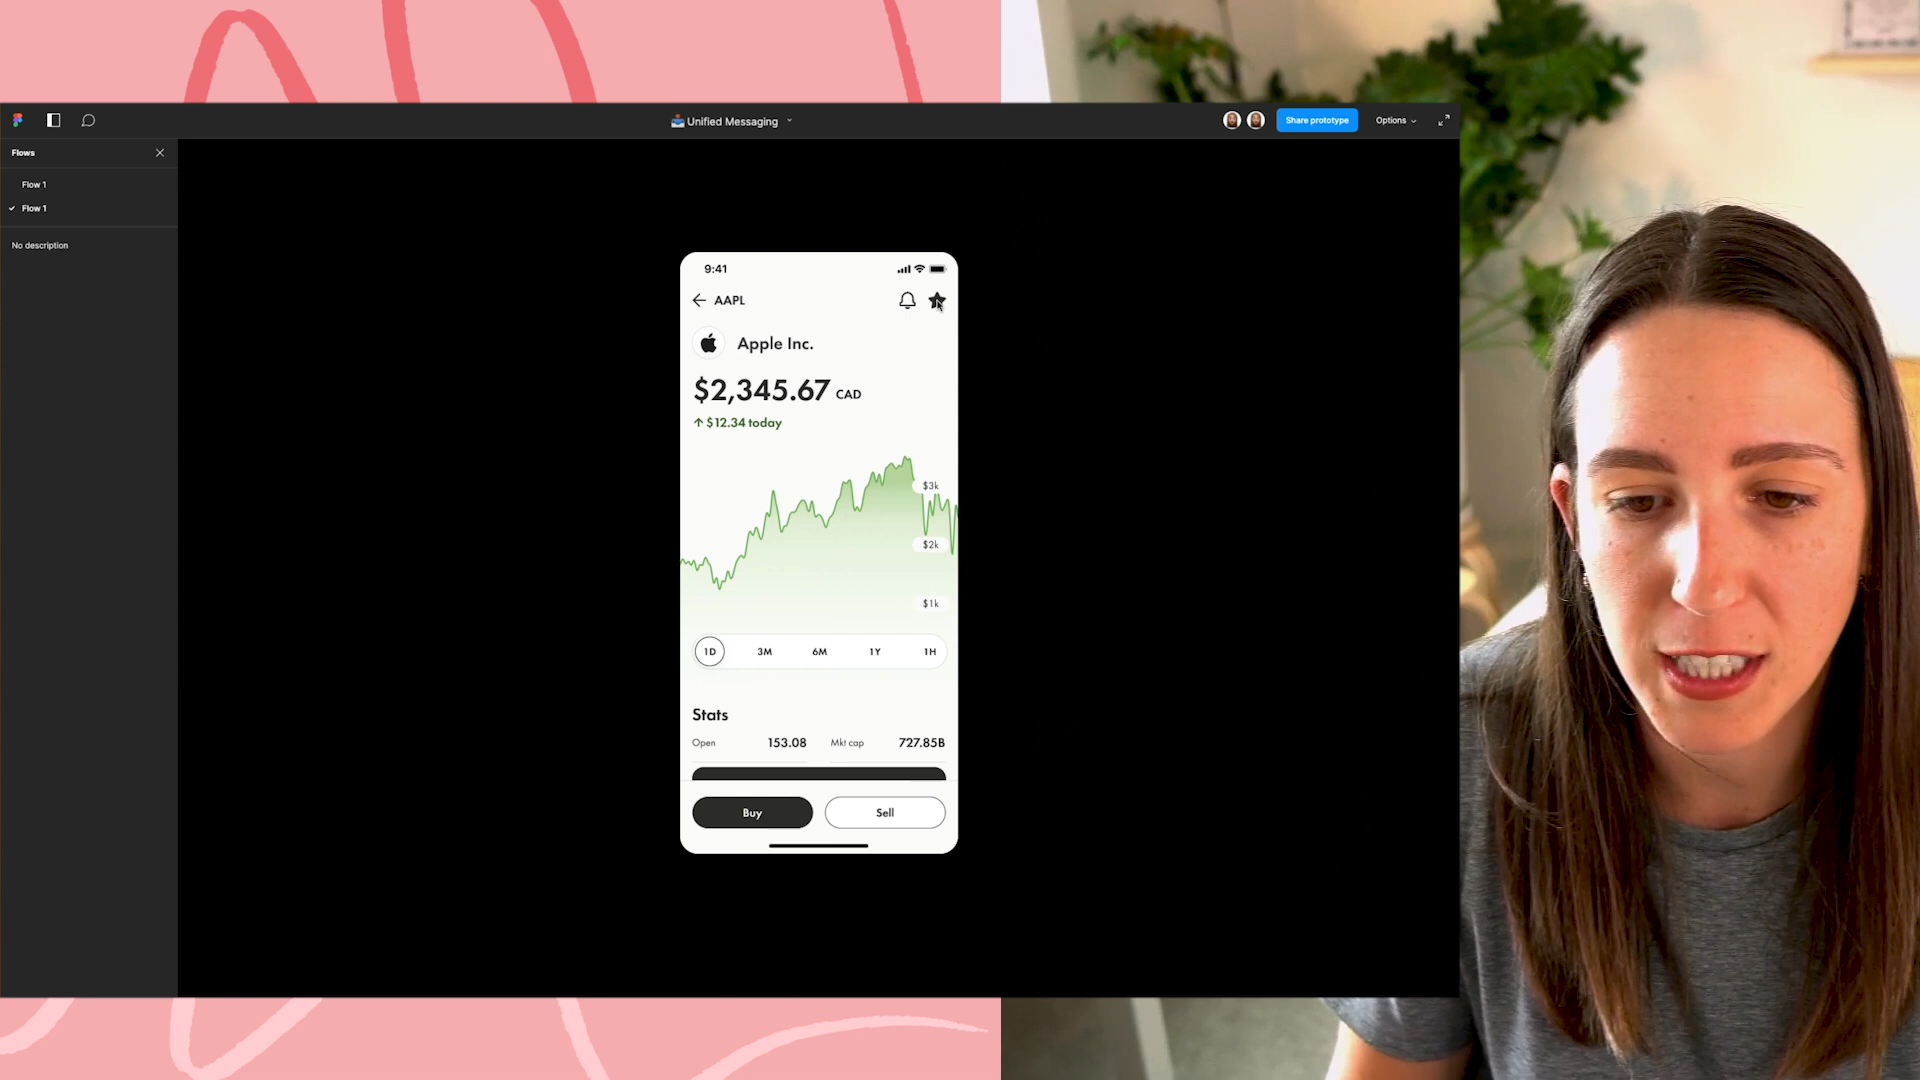 Unified Messaging
Share prototype
Options
Flows
Flow 1
Flow 1
No description
9:41
AAPL
Apple Inc.
$2,345.67 CAD
↑ $12.34 today
$3k
$2k
$1k
1D 3M 6M 1Y 1H
Stats
Open 153.08 Mkt cap 727.85B
Buy Sell